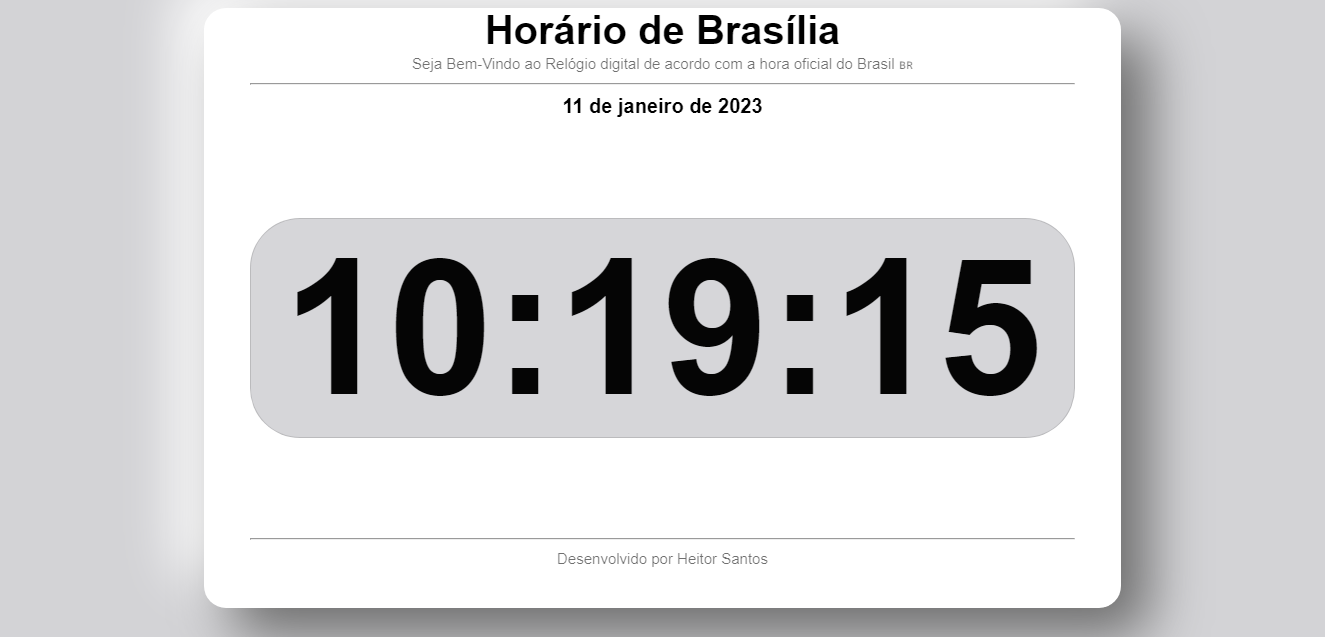 Horário de Brasília
Seja Bem-Vindo ao Relógio digital de acordo com a hora oficial do Brasil BR
11 de janeiro de 2023
10:19:15
Desenvolvido por Heitor Santos